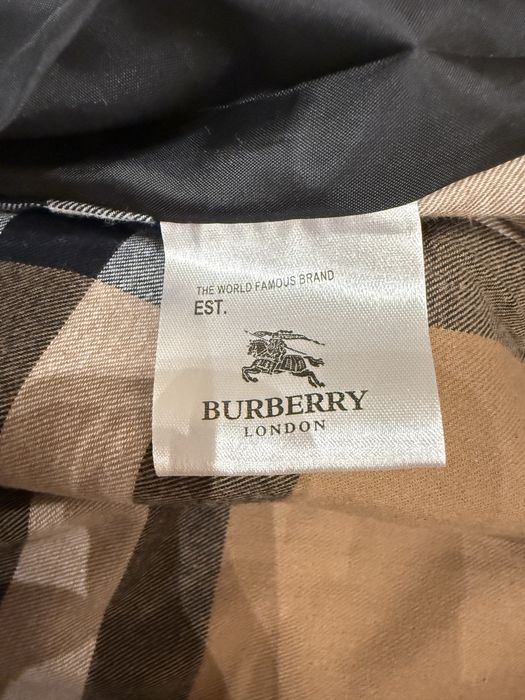 THE WORLD FAMOUS BRAND
EST.
BURBERRY
LONDON